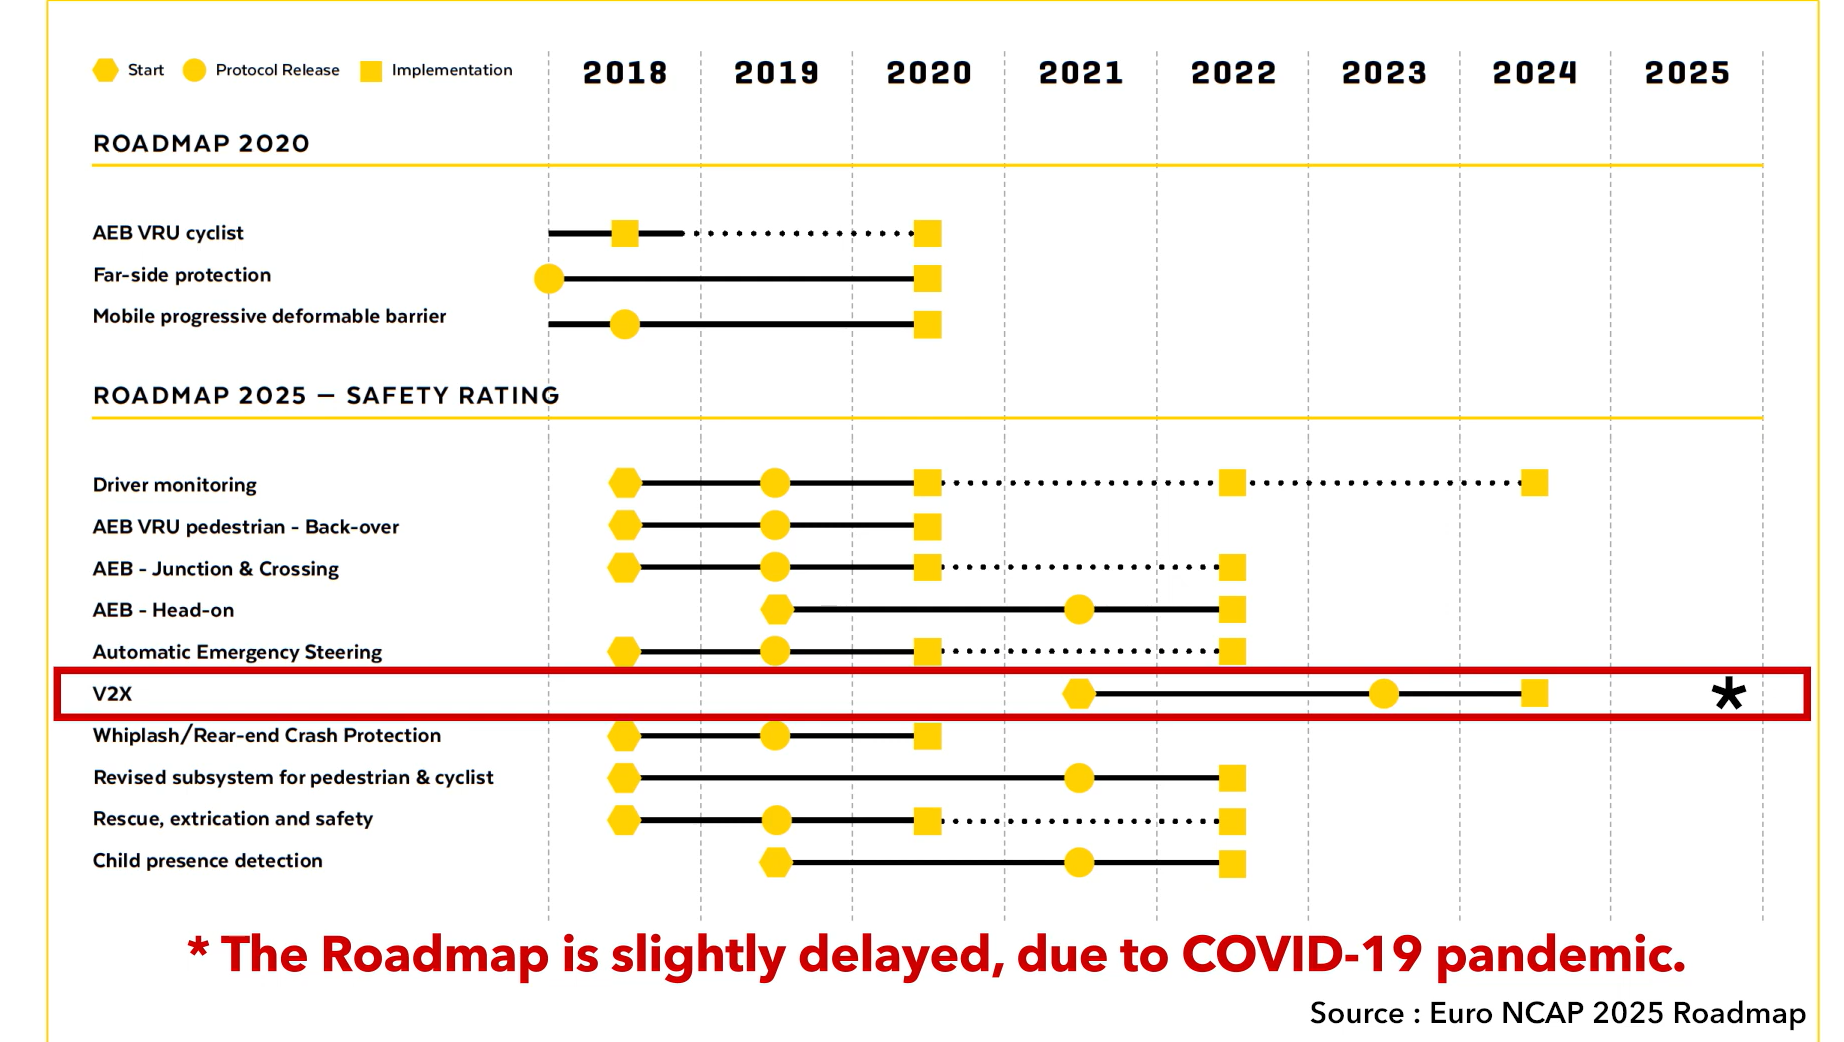 Start Protocol Release Implementation 2018 2019 2020 2021 2022 2023 2024 2025
ROADMAP 2020
AEB VRU cyclist
Far-side protection
Mobile progressive deformable barrier
ROADMAP 2025 – SAFETY RATING
Driver monitoring
AEB VRU pedestrian - Back-over
AEB - Junction & Crossing
AEB - Head-on
Automatic Emergency Steering
V2X *
Whiplash/Rear-end Crash Protection
Revised subsystem for pedestrian & cyclist
Rescue, extrication and safety
Child presence detection
* The Roadmap is slightly delayed, due to COVID-19 pandemic.
Source : Euro NCAP 2025 Roadmap